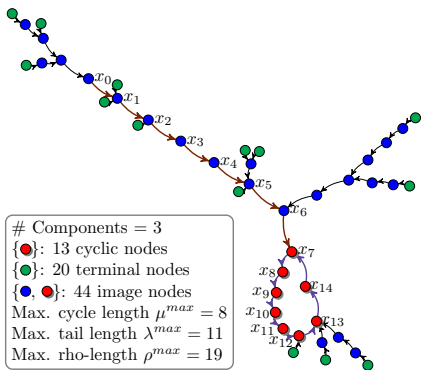 x₀
x₁
x₂
x₃
x₄
x₅
x₆
x₇
x₈
x₁₄
x₉
x₁₀
x₁₃
x₁₁
x₁₂
# Components = 3
{●}: 13 cyclic nodes
{●}: 20 terminal nodes
{●, ●}: 44 image nodes
Max. cycle length μᵐᵃˣ = 8
Max. tail length λᵐᵃˣ = 11
Max. rho-length ρᵐᵃˣ = 19